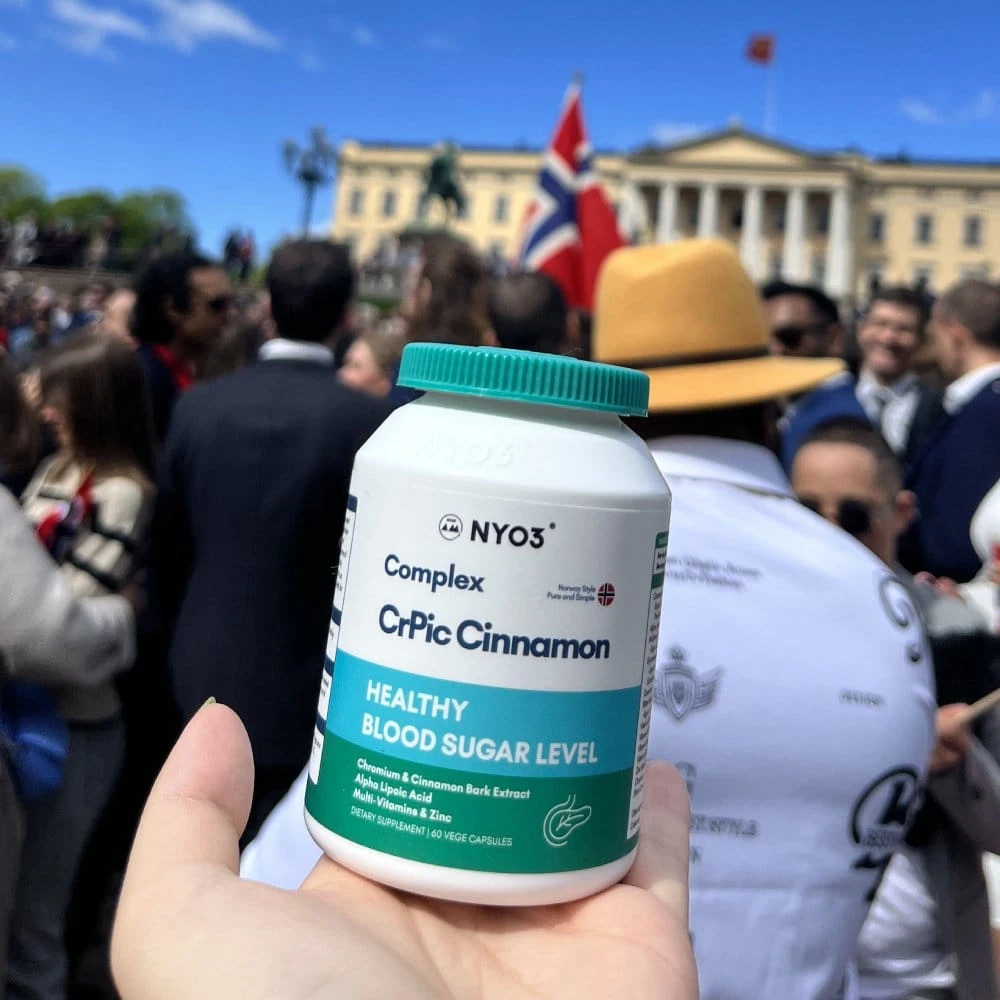 NYO3
NYO3®
Complex
Norway Style
Pure and Simple
CrPic Cinnamon
HEALTHY
BLOOD SUGAR LEVEL
Chromium & Cinnamon Bark Extract
Alpha Lipoic Acid
Multi-Vitamins & Zinc
DIETARY SUPPLEMENT | 60 VEGE CAPSULES